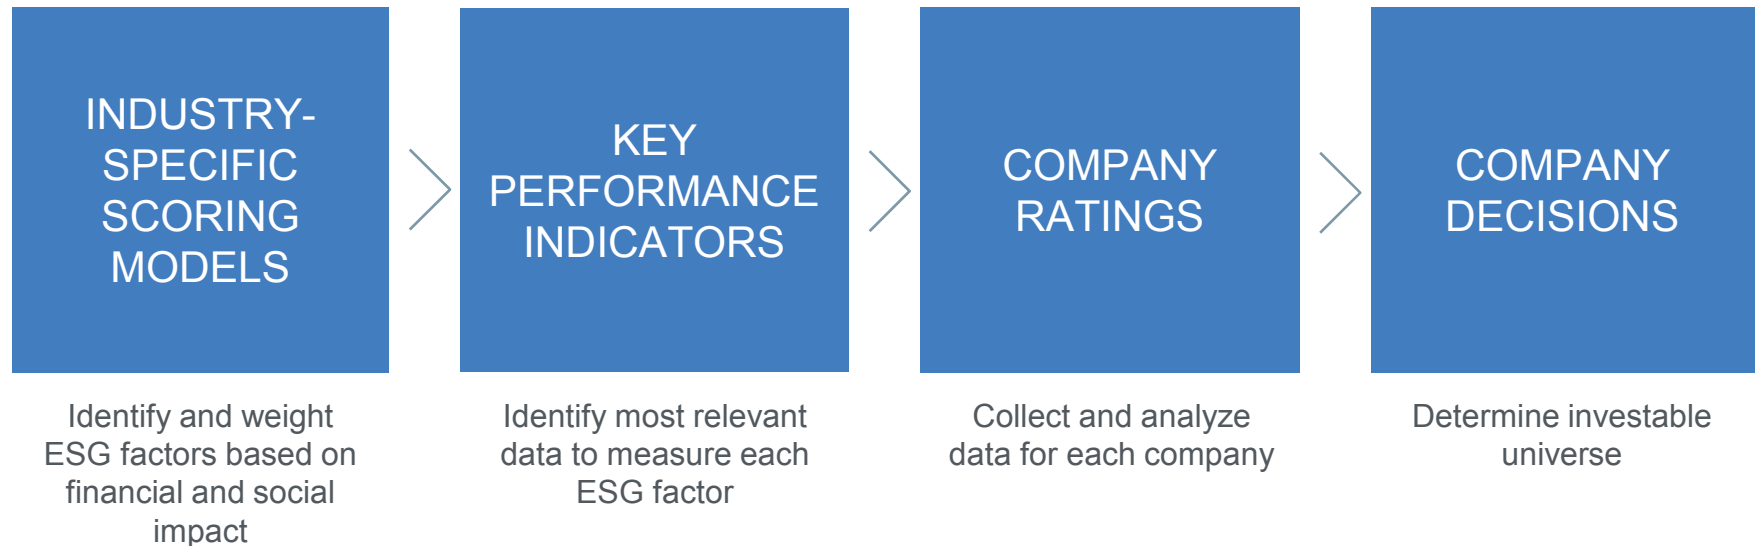 INDUSTRY-
SPECIFIC
SCORING
MODELS
Identify and weight
ESG factors based on
financial and social
impact
KEY
PERFORMANCE
INDICATORS
Identify most relevant
data to measure each
ESG factor
COMPANY
RATINGS
Collect and analyze
data for each company
COMPANY
DECISIONS
Determine investable
universe